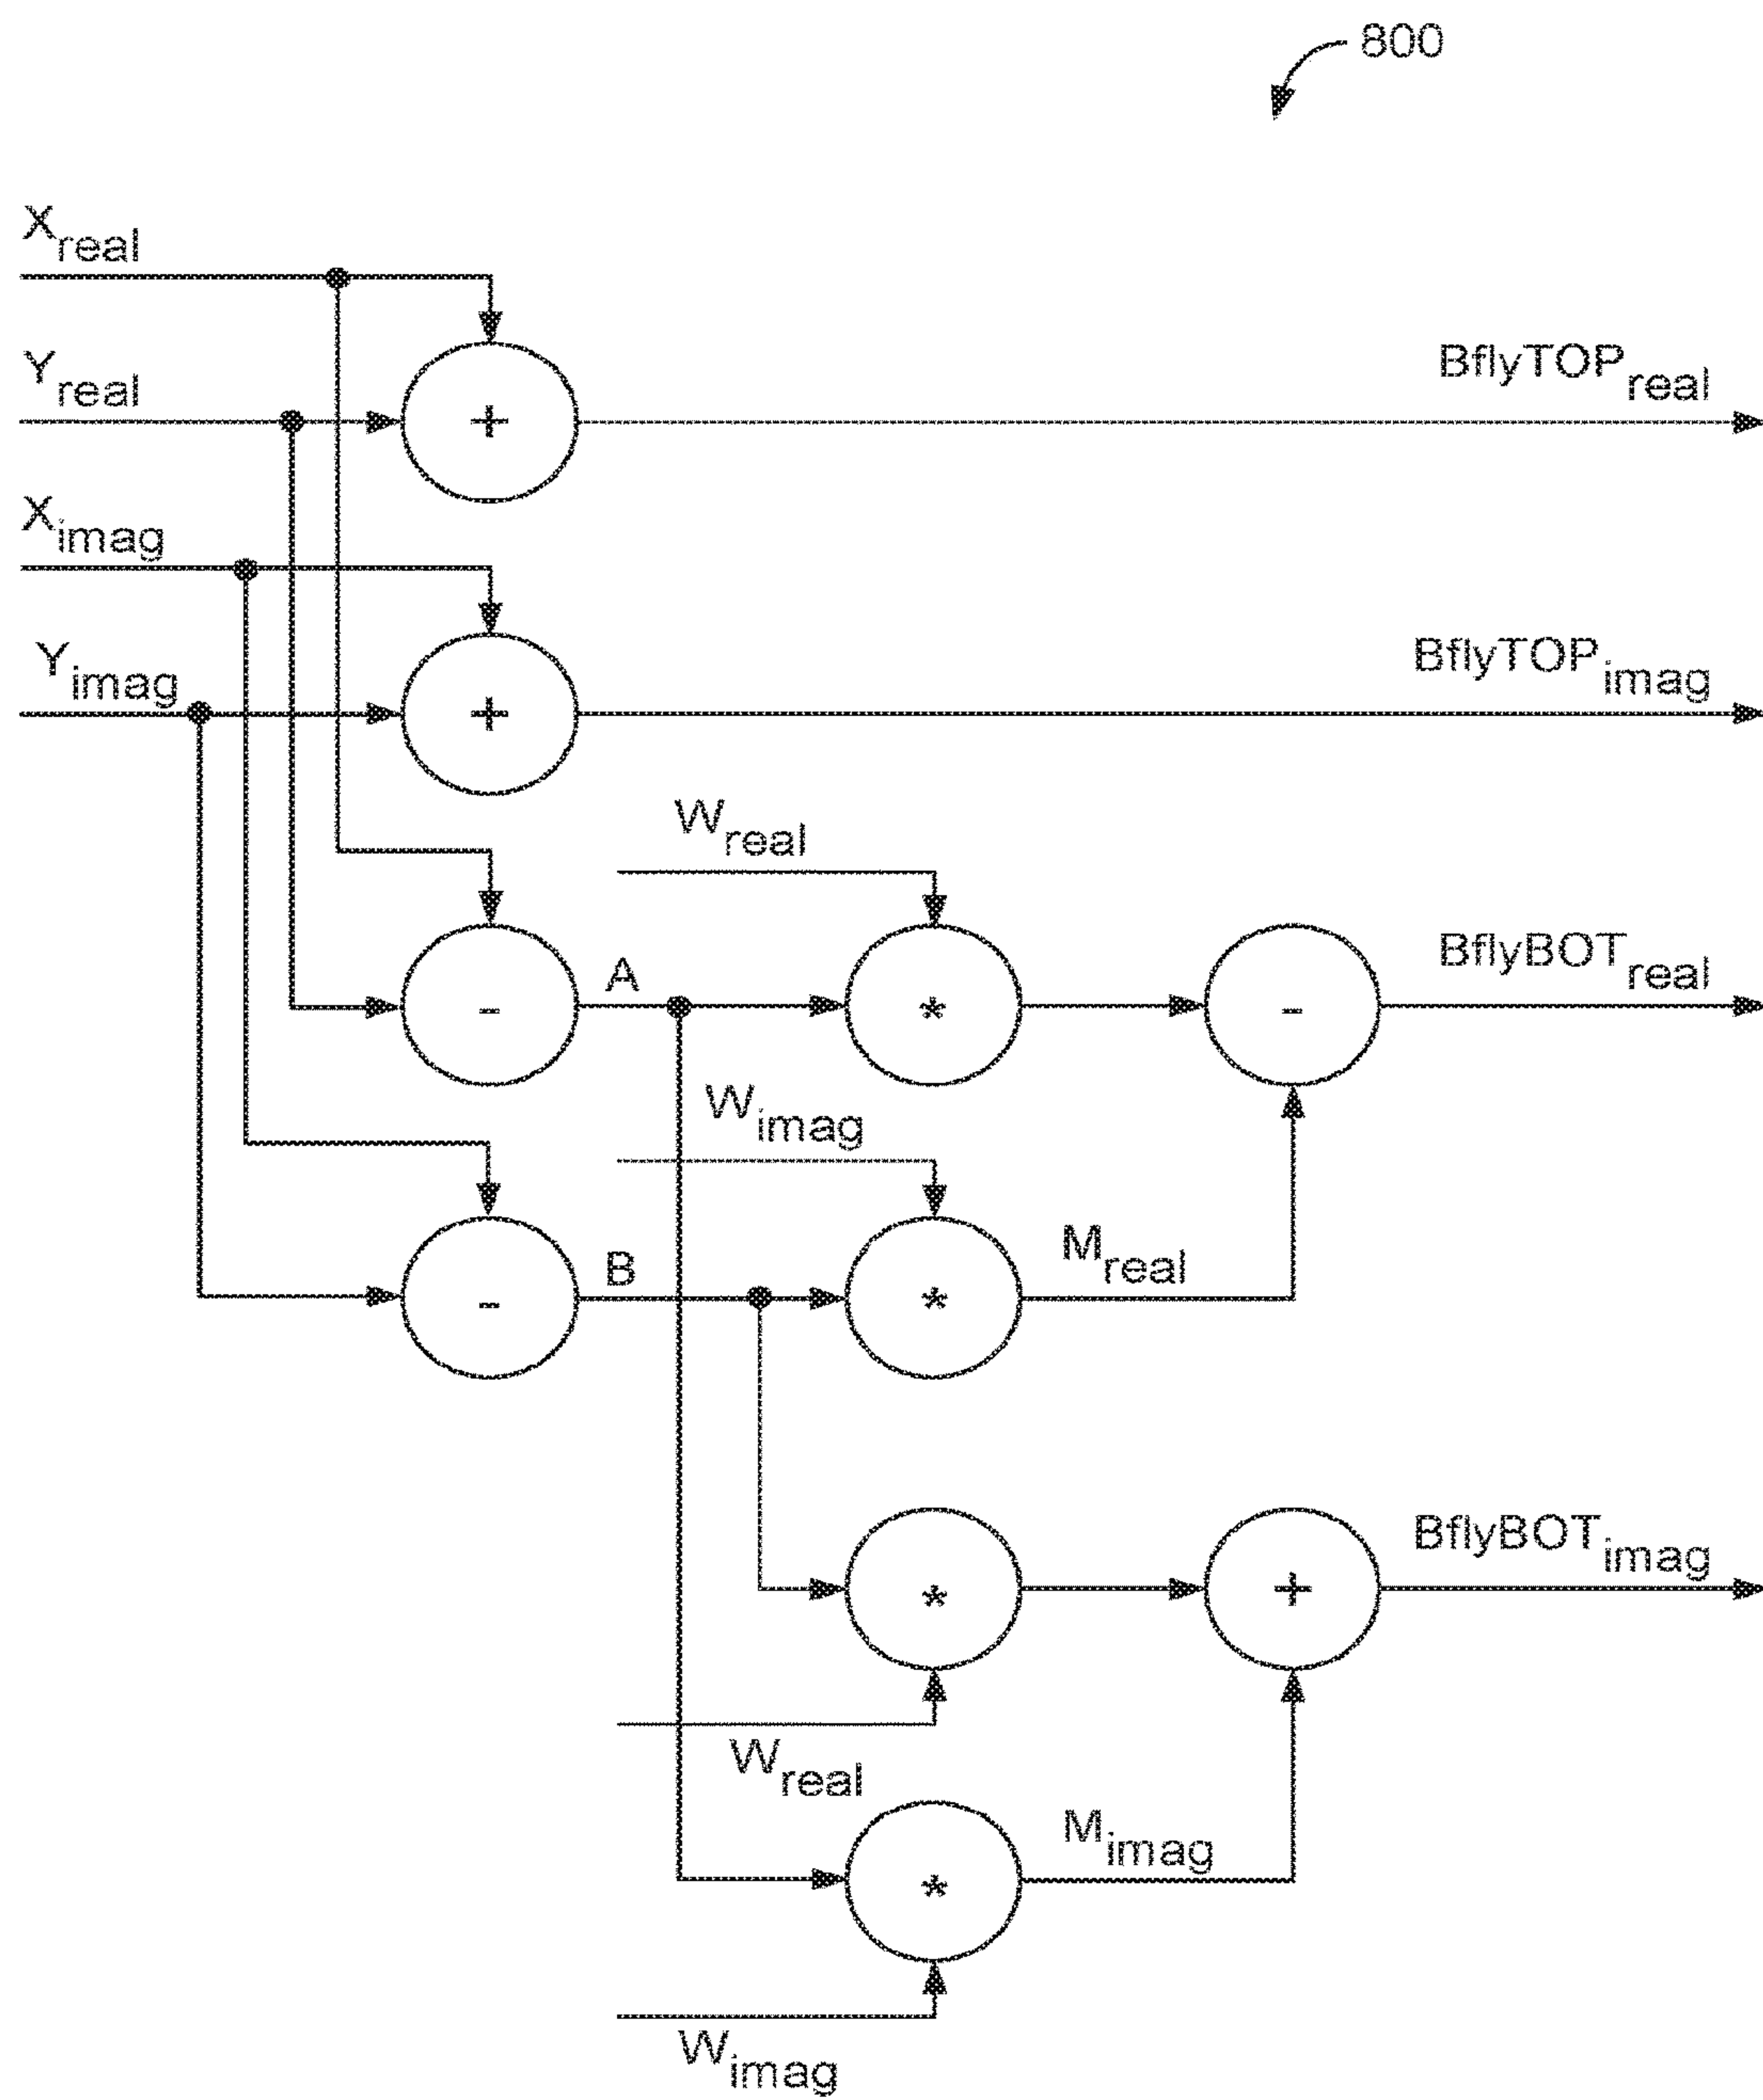 800
Xreal
Yreal
BflyTOPreal
Ximag
Yimag
BflyTOPimag
+
+
Wreal
A
-
*
-
BflyBOTreal
Wimag
B
-
*
Mreal
*
+
BflyBOTimag
Wreal
Mimag
*
Wimag